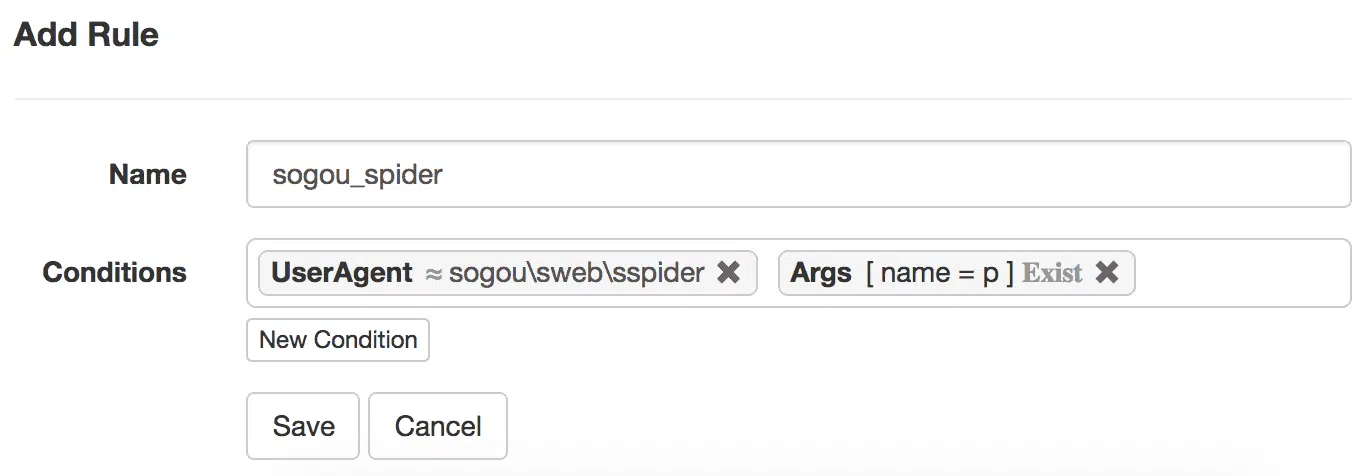 Add Rule
Name sogou_spider
Conditions UserAgent ≈ sogou\sweb\sspider ✖ Args [ name = p ] Exist ✖
New Condition
Save Cancel